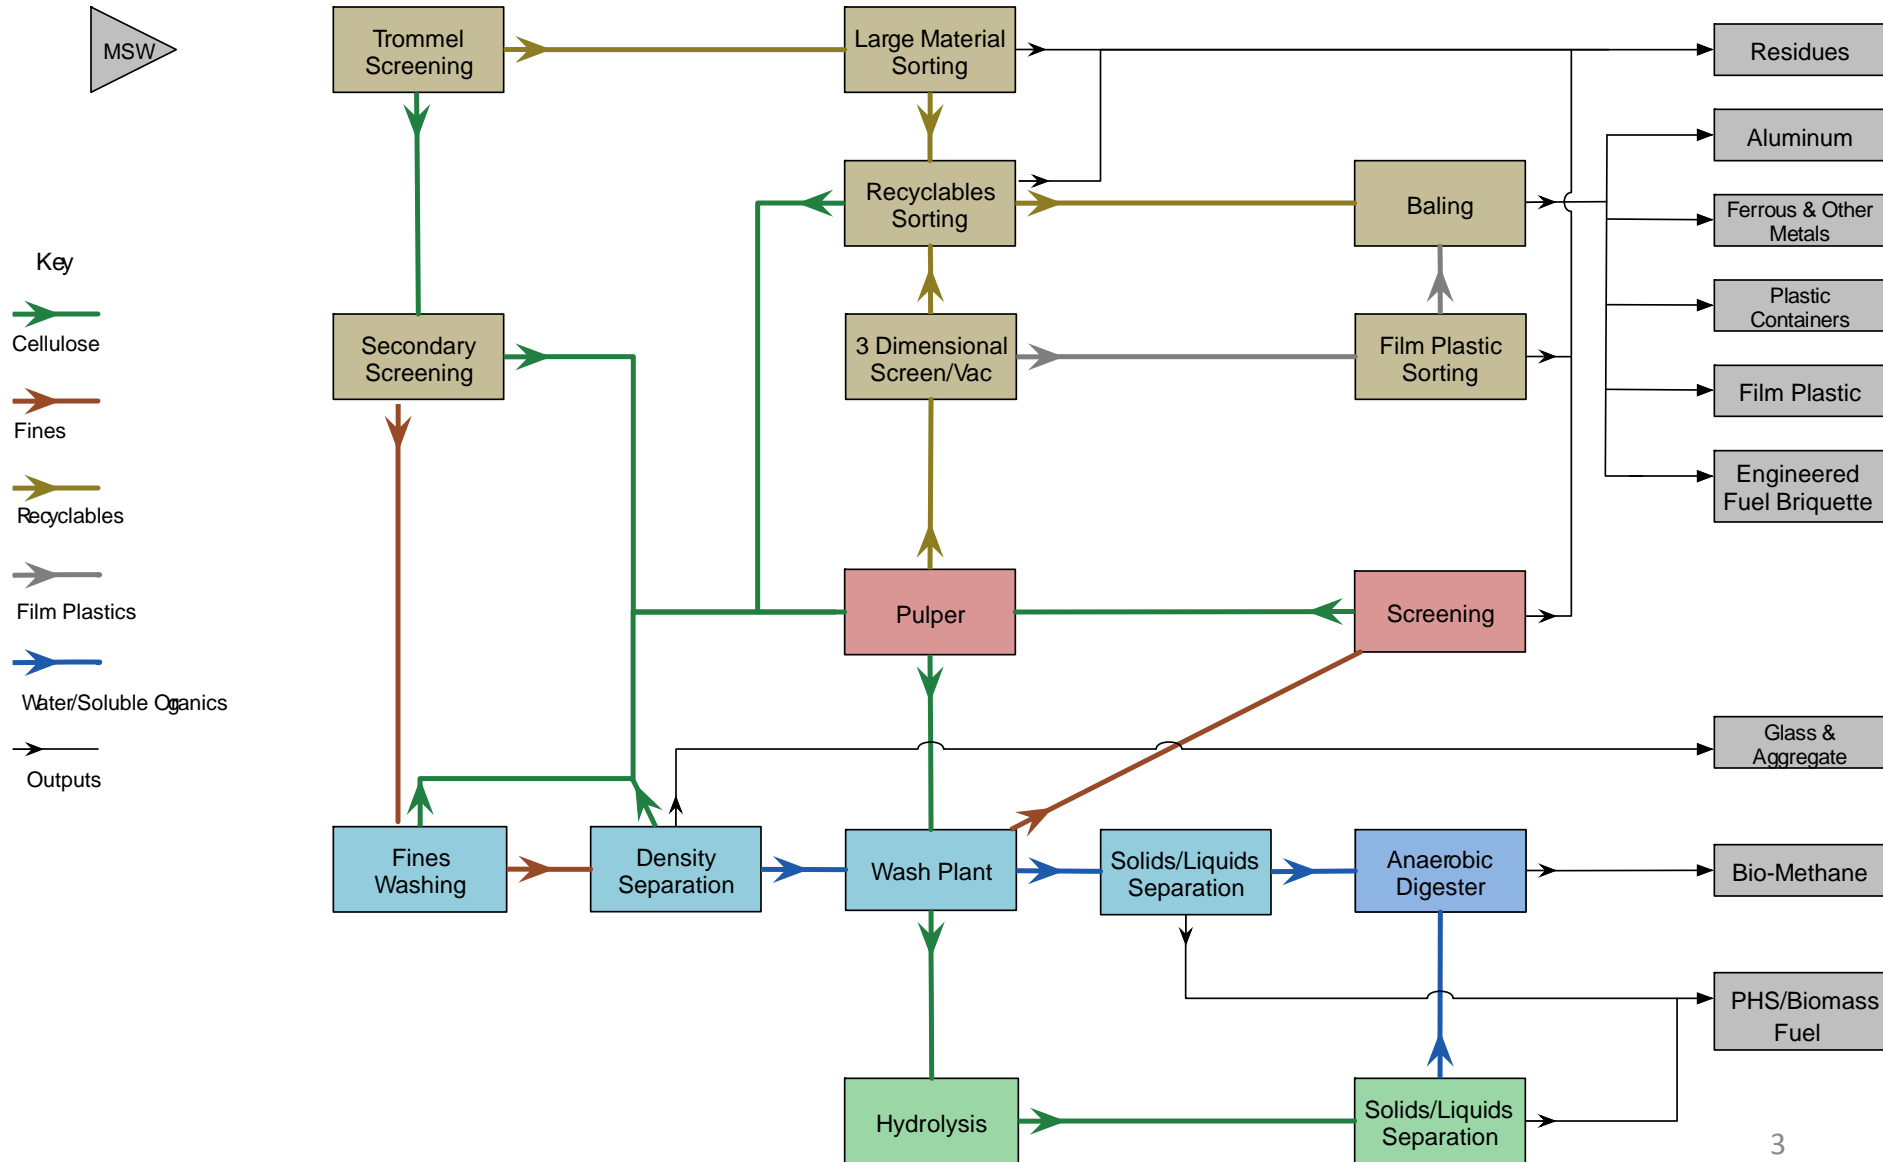 MSW
Trommel
Screening
Large Material
Sorting
Residues
Aluminum
Recyclables
Sorting
Baling
Ferrous & Other
Metals
Key
Cellulose
Fines
Recyclables
Film Plastics
Water/Soluble Organics
Outputs
Secondary
Screening
3 Dimensional
Screen/Vac
Film Plastic
Sorting
Plastic
Containers
Film Plastic
Engineered
Fuel Briquette
Pulper
Screening
Glass &
Aggregate
Fines
Washing
Density
Separation
Wash Plant
Solids/Liquids
Separation
Anaerobic
Digester
Bio-Methane
PHS/Biomass
Fuel
Hydrolysis
Solids/Liquids
Separation
3